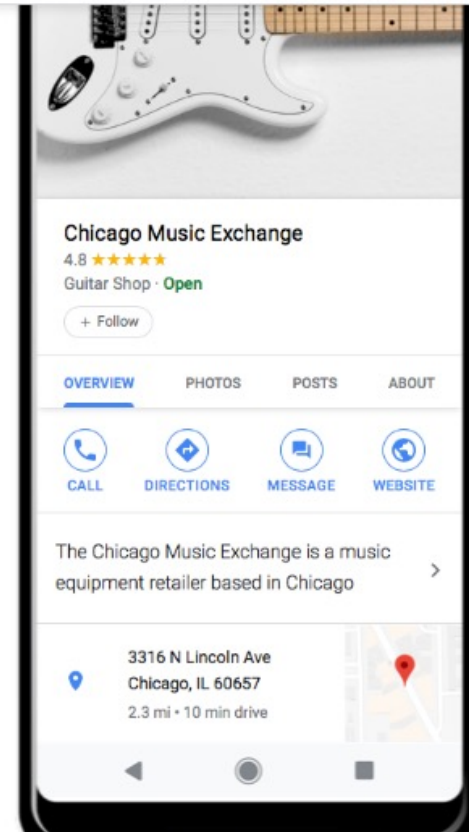 Chicago Music Exchange
4.8 ★★★★★
Guitar Shop · Open
+ Follow
OVERVIEW PHOTOS POSTS ABOUT
CALL DIRECTIONS MESSAGE WEBSITE
The Chicago Music Exchange is a music
equipment retailer based in Chicago
3316 N Lincoln Ave
Chicago, IL 60657
2.3 mi • 10 min drive